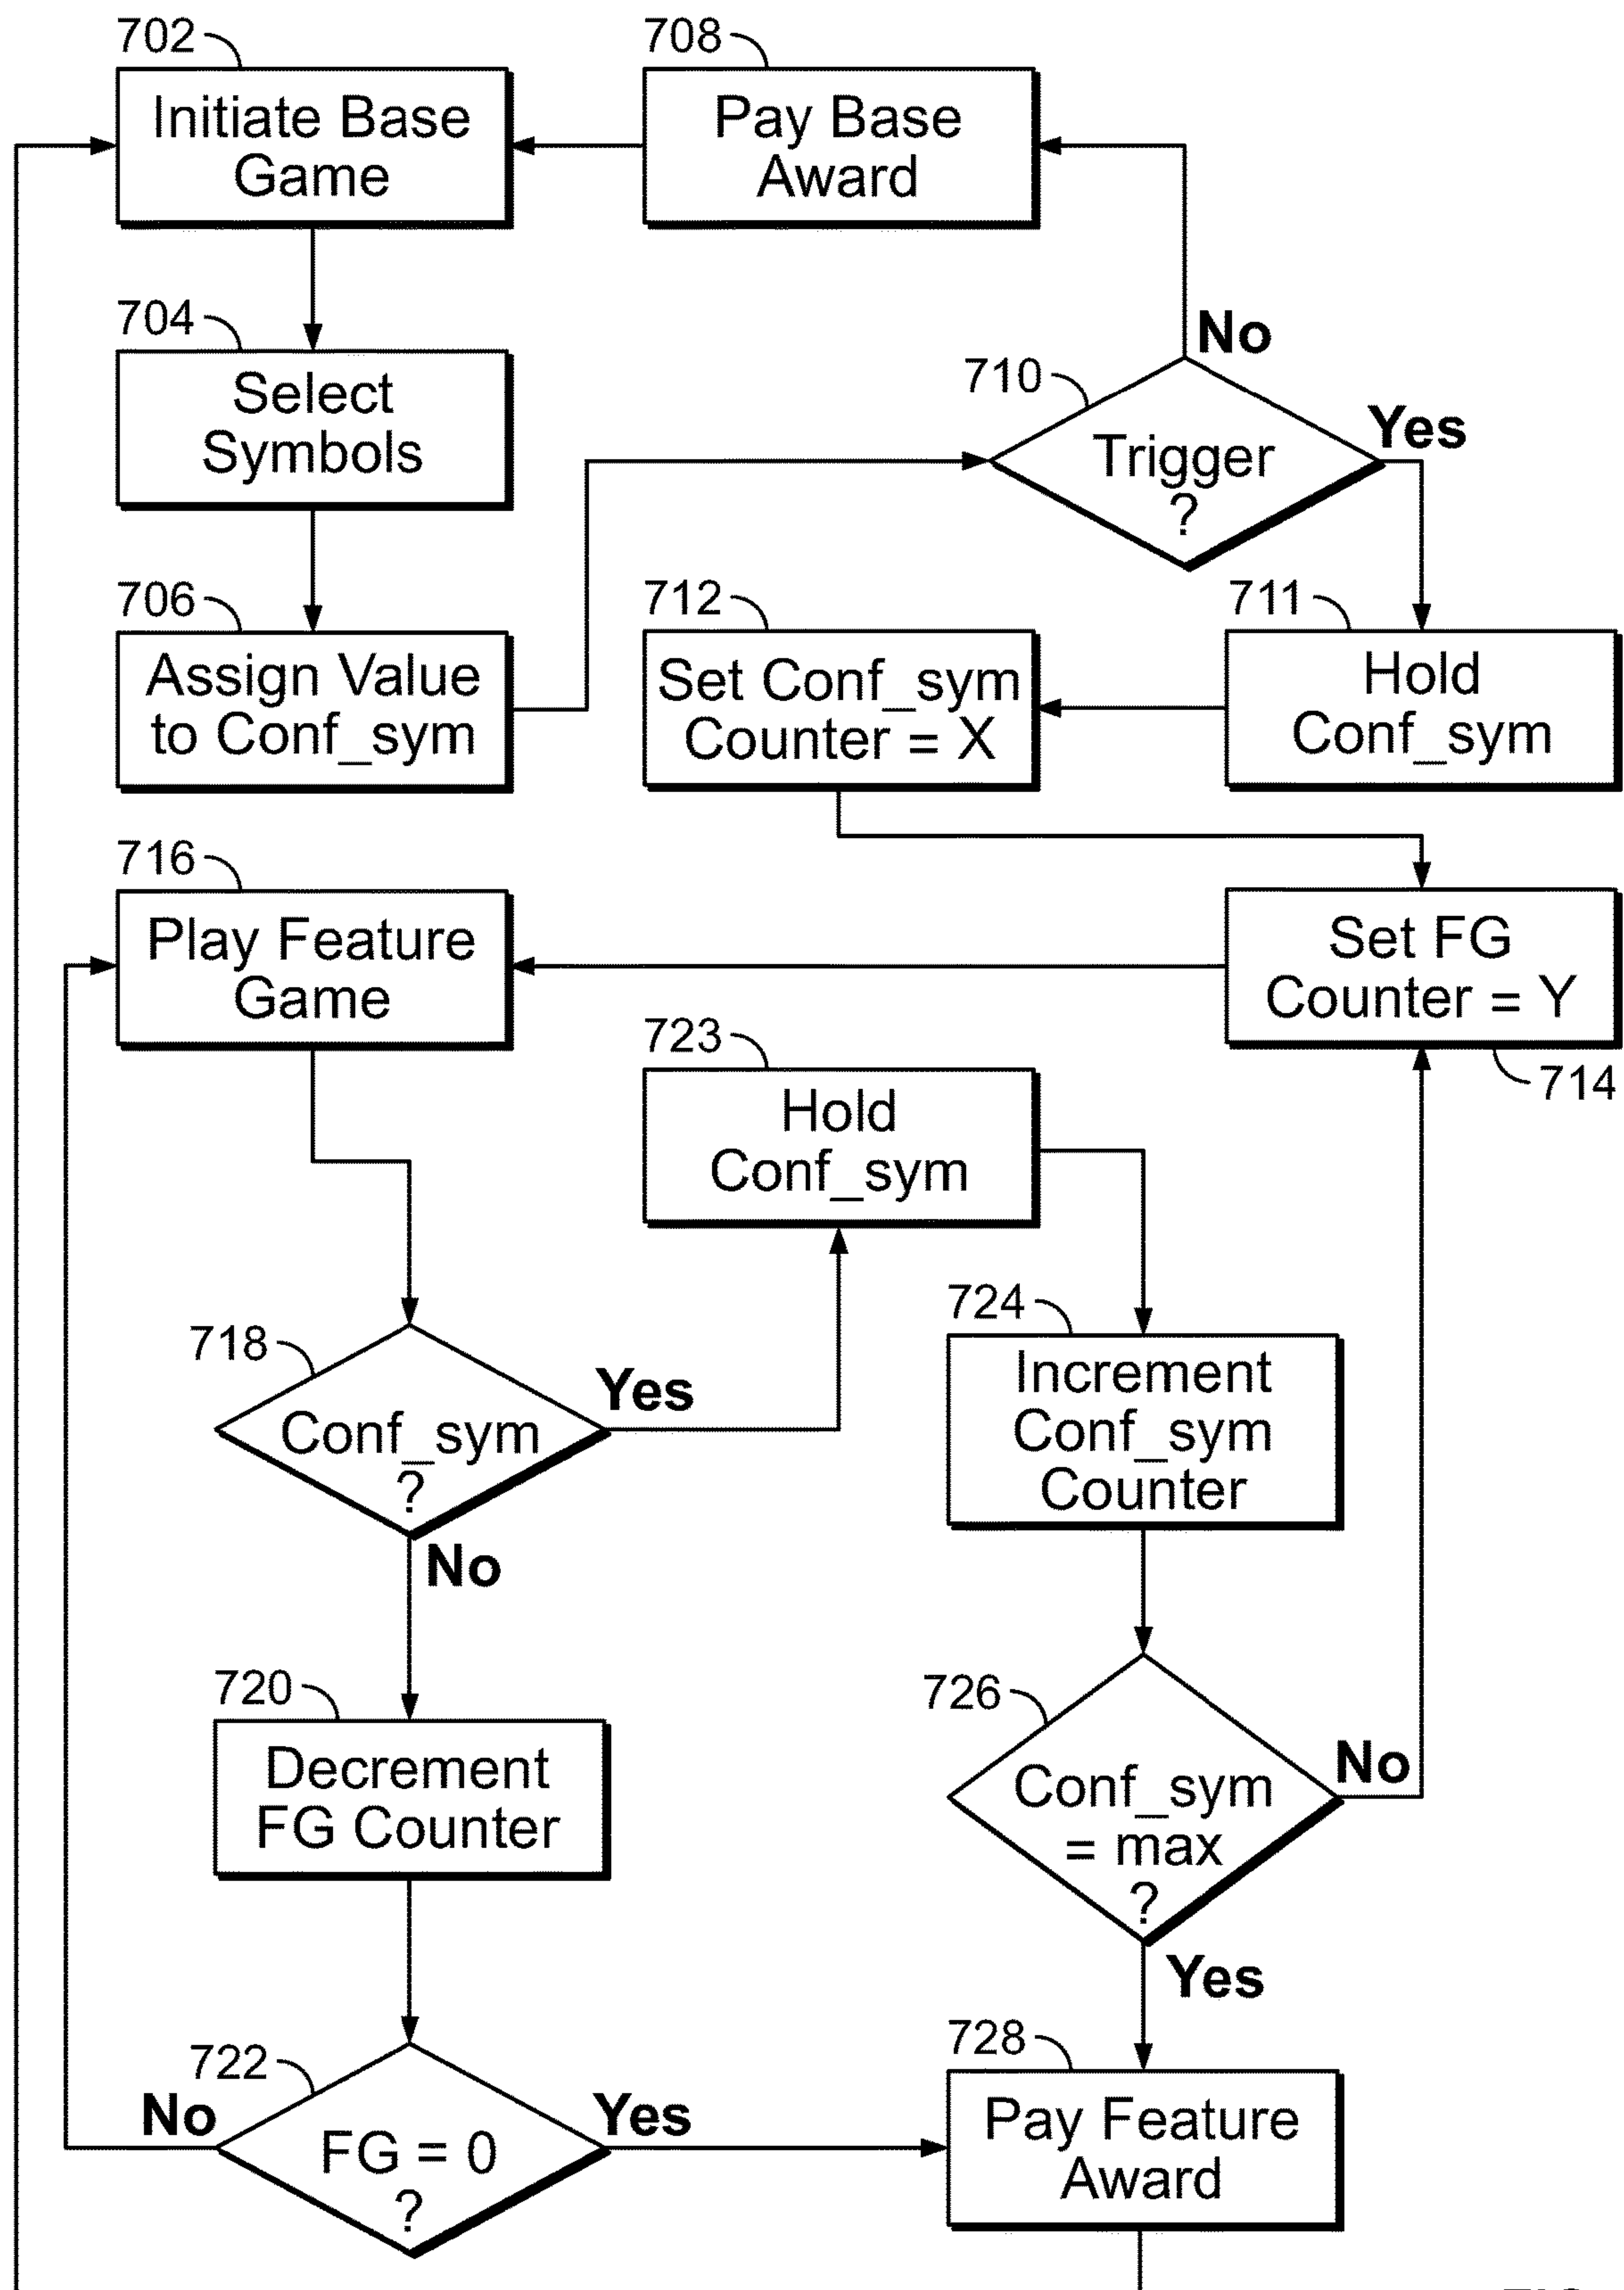 702
Initiate Base
Game
708
Pay Base
Award
704
Select
Symbols
No
710
Trigger
?
Yes
706
Assign Value
to Conf_sym
712
Set Conf_sym
Counter = X
711
Hold
Conf_sym
716
Play Feature
Game
Set FG
Counter = Y
714
723
Hold
Conf_sym
718
Conf_sym
?
Yes
No
724
Increment
Conf_sym
Counter
720
Decrement
FG Counter
726
Conf_sym
= max
?
No
Yes
722
No
FG = 0
?
Yes
728
Pay Feature
Award